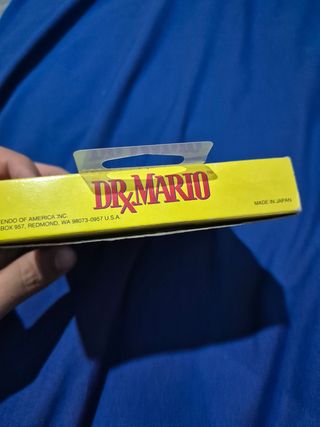 DR. MARIO
ENDO OF AMERICA INC.
BOX 957, REDMOND, WA 98073-0957 U.S.A.
MADE IN JAPAN